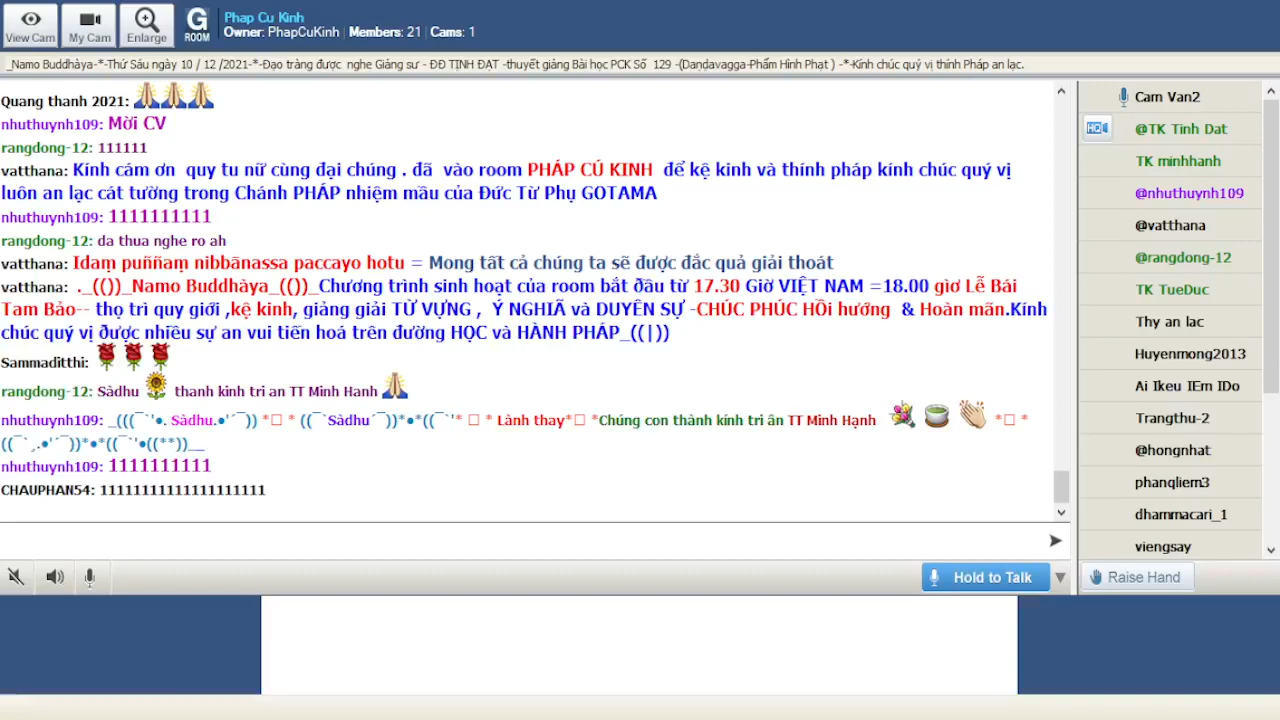 View Cam
My Cam
Enlarge
G
ROOM
Phap Cu Kinh
Owner: PhapCuKinh | Members: 21 | Cams: 1
_Namo Buddhàya-*-Thứ Sáu ngày 10 / 12 /2021-*-Đạo tràng được nghe Giảng sư - ĐĐ TỊNH ĐẠT -thuyết giảng Bài học PCK Số 129 -(Daṇḍavagga-Phẩm Hình Phạt ) -*-Kính chúc quý vị thính Pháp an lạc.
Quang thanh 2021:
nhuthuynh109: Mời CV
rangdong-12: 111111
vatthana: Kính cám ơn quy tu nữ cùng đại chúng . đã vào room PHÁP CÚ KINH để kệ kinh và thính pháp kính chúc quý vị
luôn an lạc cát tường trong Chánh PHÁP nhiệm mầu của Đức Từ Phụ GOTAMA
nhuthuynh109: 1111111111
rangdong-12: da thua nghe ro ah
vatthana: Idaṃ puññaṃ nibbānassa paccayo hotu = Mong tất cả chúng ta sẽ được đắc quả giải thoát
vatthana: ._(())_Namo Buddhàya_(())_Chương trình sinh hoạt của room bắt đầu từ 17.30 Giờ VIỆT NAM =18.00 giờ Lễ Bái
Tam Bảo-- thọ trì quy giới ,kệ kinh, giảng giải TỪ VỰNG , Ý NGHĨA và DUYÊN SỰ -CHÚC PHÚC HỒi hướng & Hoàn mãn.Kính
chúc quý vị được nhiều sự an vui tiến hoá trên đường HỌC và HÀNH PHÁP_((|))
Sammaditthi:
rangdong-12: Sàdhu thanh kinh tri an TT Minh Hanh
nhuthuynh109: _(((¯`'•. Sàdhu.•'´¯)) *□ * ((¯`Sàdhu´¯))*•*((¯`'* □ * Lành thay*□ *Chúng con thành kính tri ân TT Minh Hạnh *□ *
((¯`¸.•'´¯))*•*((¯`'•((**))__
nhuthuynh109: 1111111111
CHAUPHAN54: 11111111111111111111
Hold to Talk
Cam Van2
HQ
@TK Tinh Dat
TK minhhanh
@nhuthuynh109
@vatthana
@rangdong-12
TK TueDuc
Thy an lac
Huyenmong2013
Ai Ikeu IEm IDo
Trangthu-2
@hongnhat
phanqliem3
dhammacari_1
viengsay
Raise Hand